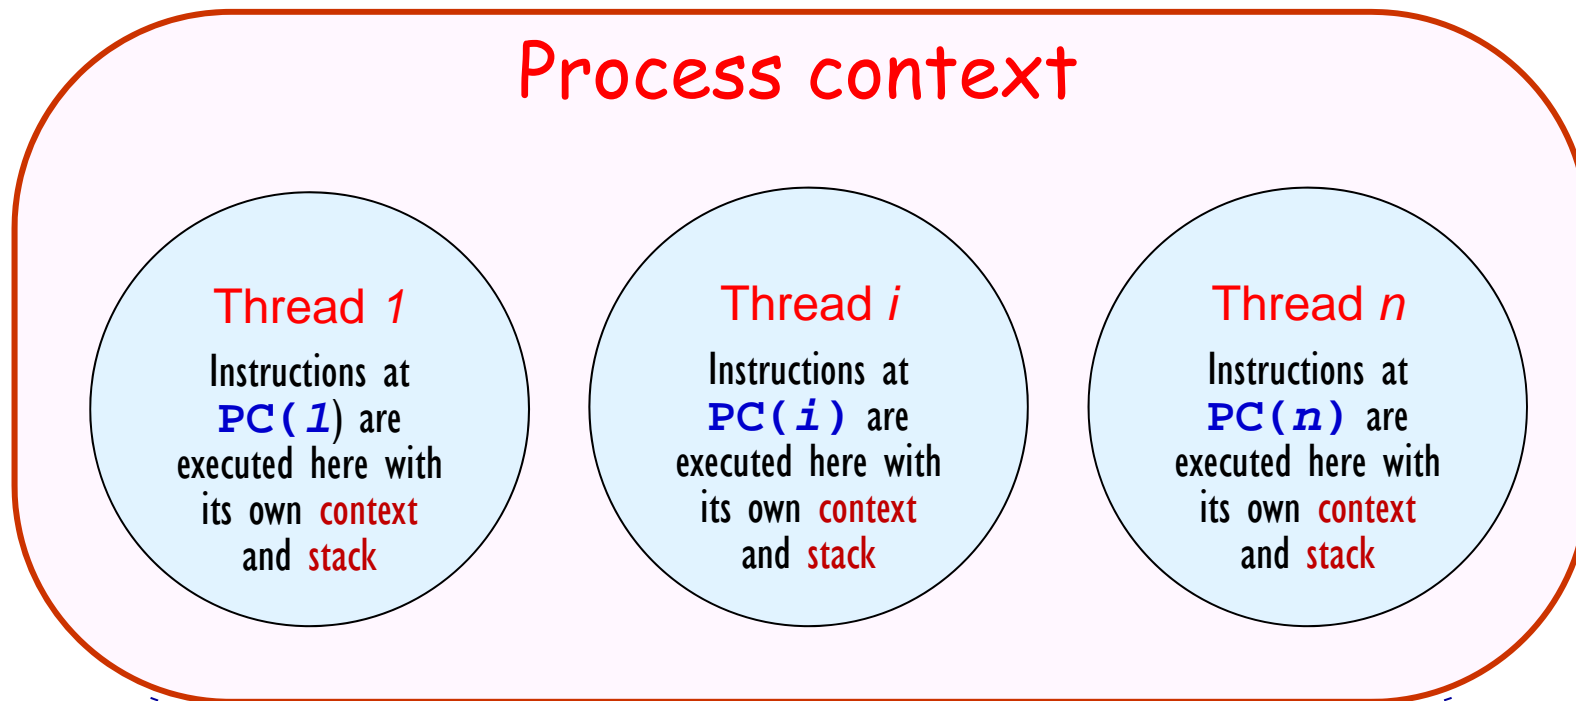 Process context
Thread 1
Instructions at
PC(1) are
executed here with
its own context
and stack
Thread i
Instructions at
PC(i) are
executed here with
its own context
and stack
Thread n
Instructions at
PC(n) are
executed here with
its own context
and stack